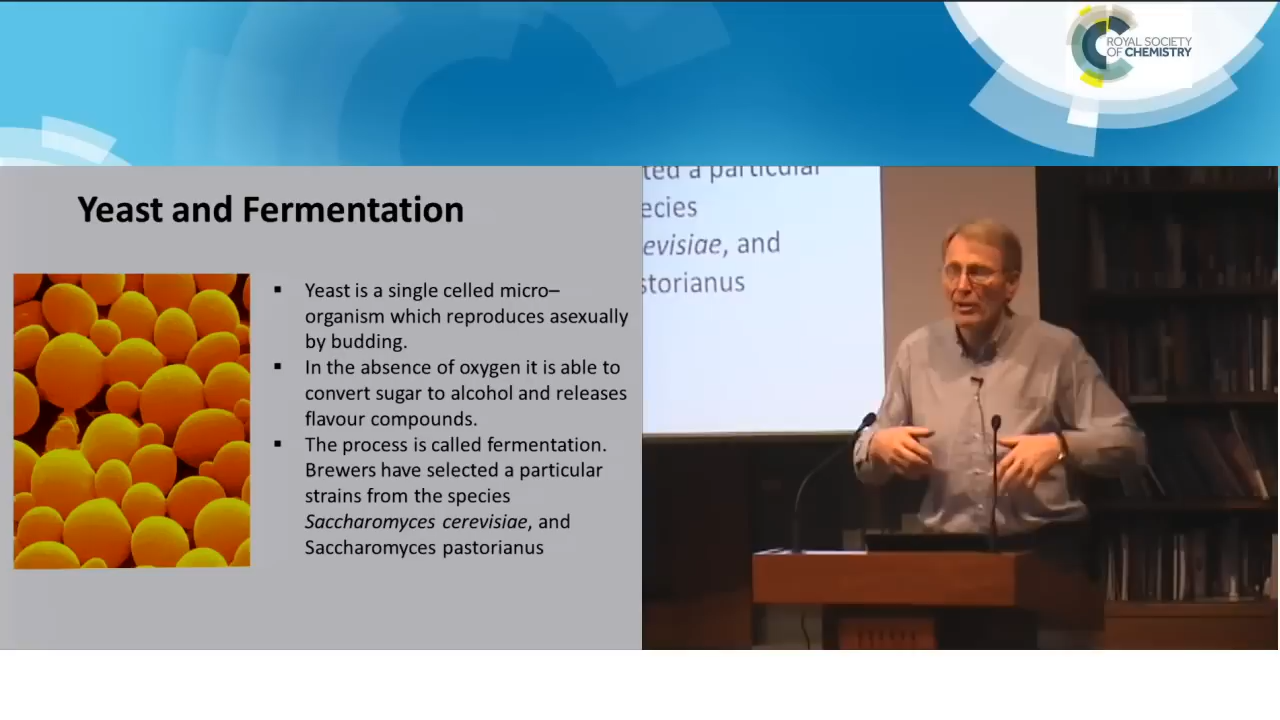 ROYAL SOCIETY
OF CHEMISTRY
Yeast and Fermentation
▪ Yeast is a single celled micro–
organism which reproduces asexually
by budding.
▪ In the absence of oxygen it is able to
convert sugar to alcohol and releases
flavour compounds.
▪ The process is called fermentation.
Brewers have selected a particular
strains from the species
Saccharomyces cerevisiae, and
Saccharomyces pastorianus
ted a particular
ecies
evisiae, and
storianus